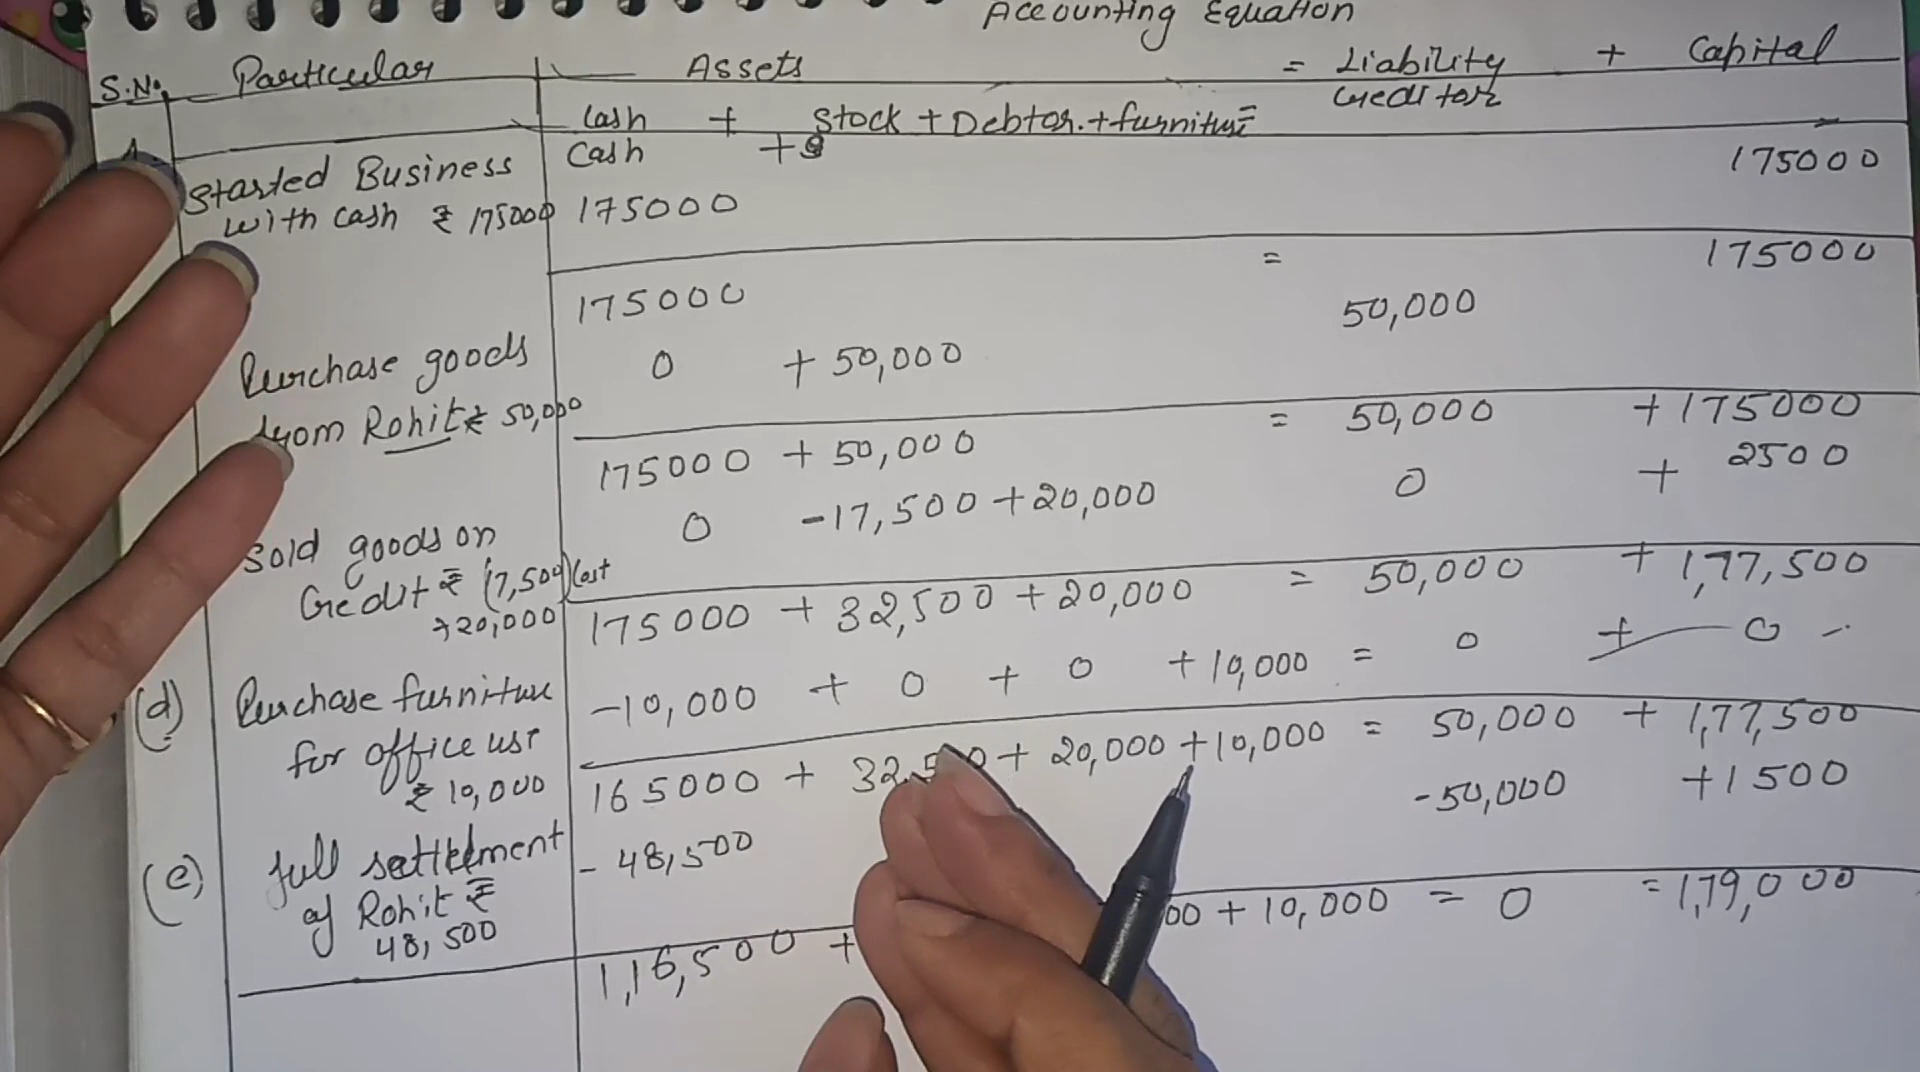 Accounting Equation
S.No. Particular Assets = Liability + Capital
Creditor
Cash + Stock + Debtor. + furniture =
Started Business Cash + 175000
with cash ₹ 175000 175000
175000 = 175000
Purchase goods 0 + 50,000 50,000
from Rohit ₹ 50,000
175000 + 50,000 = 50,000 + 175000
Sold goods on 0 -17,500 + 20,000 0 + 2500
Credit ₹ (17,500) Cost
→20,000
175000 + 32,500 + 20,000 = 50,000 + 1,77,500
(d) Purchase furniture -10,000 + 0 + 0 + 10,000 = 0 + 0
for office use
₹ 10,000
165000 + 32,500 + 20,000 + 10,000 = 50,000 + 1,77,500
(e) full settlement - 48,500 -50,000 +1500
of Rohit ₹
48,500
1,16,500 + 00 + 10,000 = 0 = 1,79,000